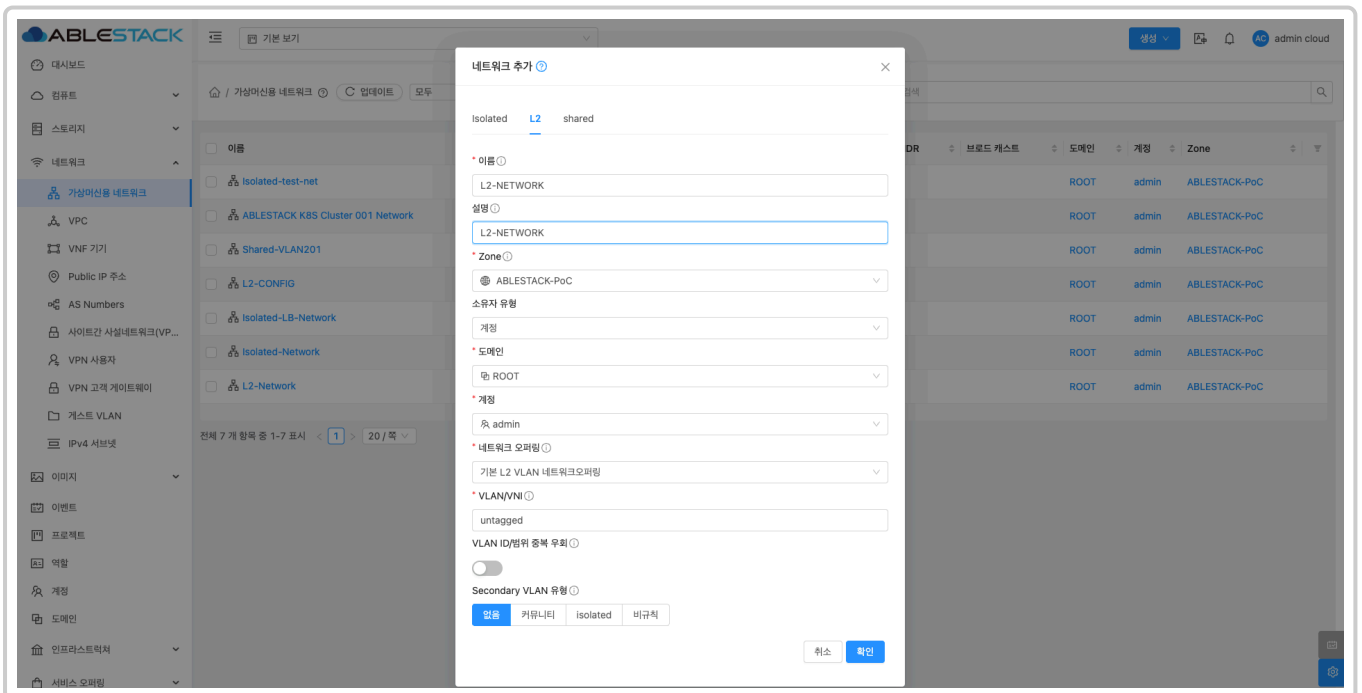 ABLESTACK
기본 보기
생성
AC admin cloud
대시보드
컴퓨트
스토리지
네트워크
가상머신용 네트워크
VPC
VNF 기기
Public IP 주소
AS Numbers
사이트간 사설네트워크(VP...
VPN 사용자
VPN 고객 게이트웨이
게스트 VLAN
IPv4 서브넷
이미지
이벤트
프로젝트
역할
계정
도메인
인프라스트럭쳐
서비스 오퍼링
/ 가상머신용 네트워크
업데이트
모두
검색
이름
DR
브로드 캐스트
도메인
계정
Zone
Isolated-test-net
ROOT admin ABLESTACK-PoC
ABLESTACK K8S Cluster 001 Network
ROOT admin ABLESTACK-PoC
Shared-VLAN201
ROOT admin ABLESTACK-PoC
L2-CONFIG
ROOT admin ABLESTACK-PoC
Isolated-LB-Network
ROOT admin ABLESTACK-PoC
Isolated-Network
ROOT admin ABLESTACK-PoC
L2-Network
ROOT admin ABLESTACK-PoC
전체 7 개 항목 중 1-7 표시 < 1 > 20 / 쪽
네트워크 추가
Isolated L2 shared
* 이름
L2-NETWORK
설명
L2-NETWORK
* Zone
ABLESTACK-PoC
소유자 유형
계정
* 도메인
ROOT
* 계정
admin
* 네트워크 오퍼링
기본 L2 VLAN 네트워크오퍼링
* VLAN/VNI
untagged
VLAN ID/범위 중복 우회
Secondary VLAN 유형
없음 커뮤니티 isolated 비규칙
취소 확인